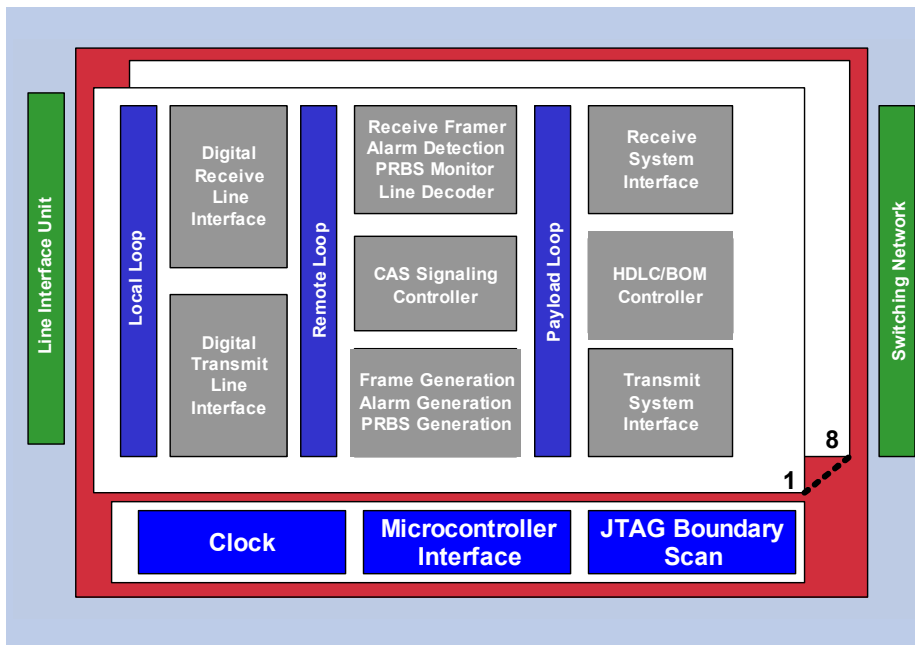 Line Interface Unit
Local Loop
Digital
Receive
Line
Interface
Digital
Transmit
Line
Interface
Remote Loop
Receive Framer
Alarm Detection
PRBS Monitor
Line Decoder
CAS Signaling
Controller
Frame Generation
Alarm Generation
PRBS Generation
Payload Loop
Receive
System
Interface
HDLC/BOM
Controller
Transmit
System
Interface
Switching Network
8
1
Clock
Microcontroller
Interface
JTAG Boundary
Scan